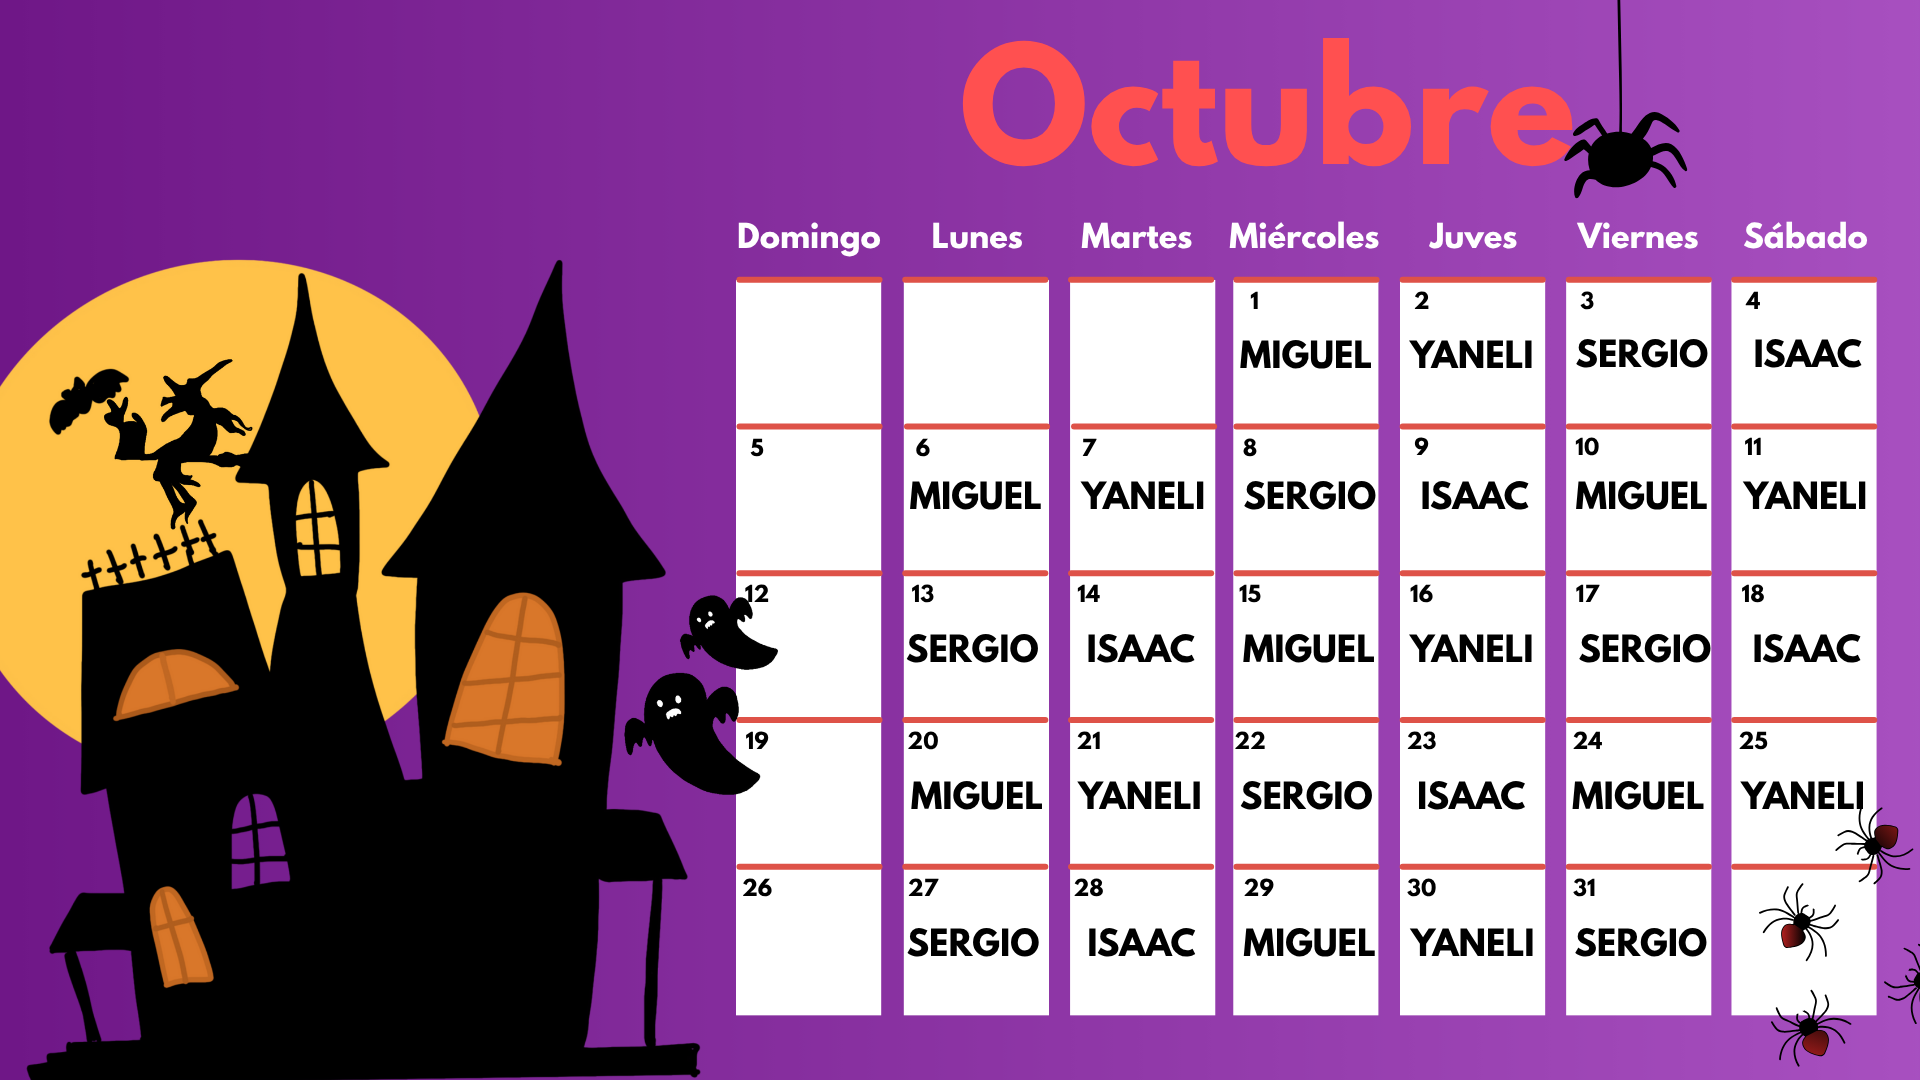 Octubre
Domingo Lunes Martes Miércoles Juves Viernes Sábado
1 2 3 4
MIGUEL YANELI SERGIO ISAAC
5 6 7 8 9 10 11
MIGUEL YANELI SERGIO ISAAC MIGUEL YANELI
12 13 14 15 16 17 18
SERGIO ISAAC MIGUEL YANELI SERGIO ISAAC
19 20 21 22 23 24 25
MIGUEL YANELI SERGIO ISAAC MIGUEL YANELI
26 27 28 29 30 31
SERGIO ISAAC MIGUEL YANELI SERGIO